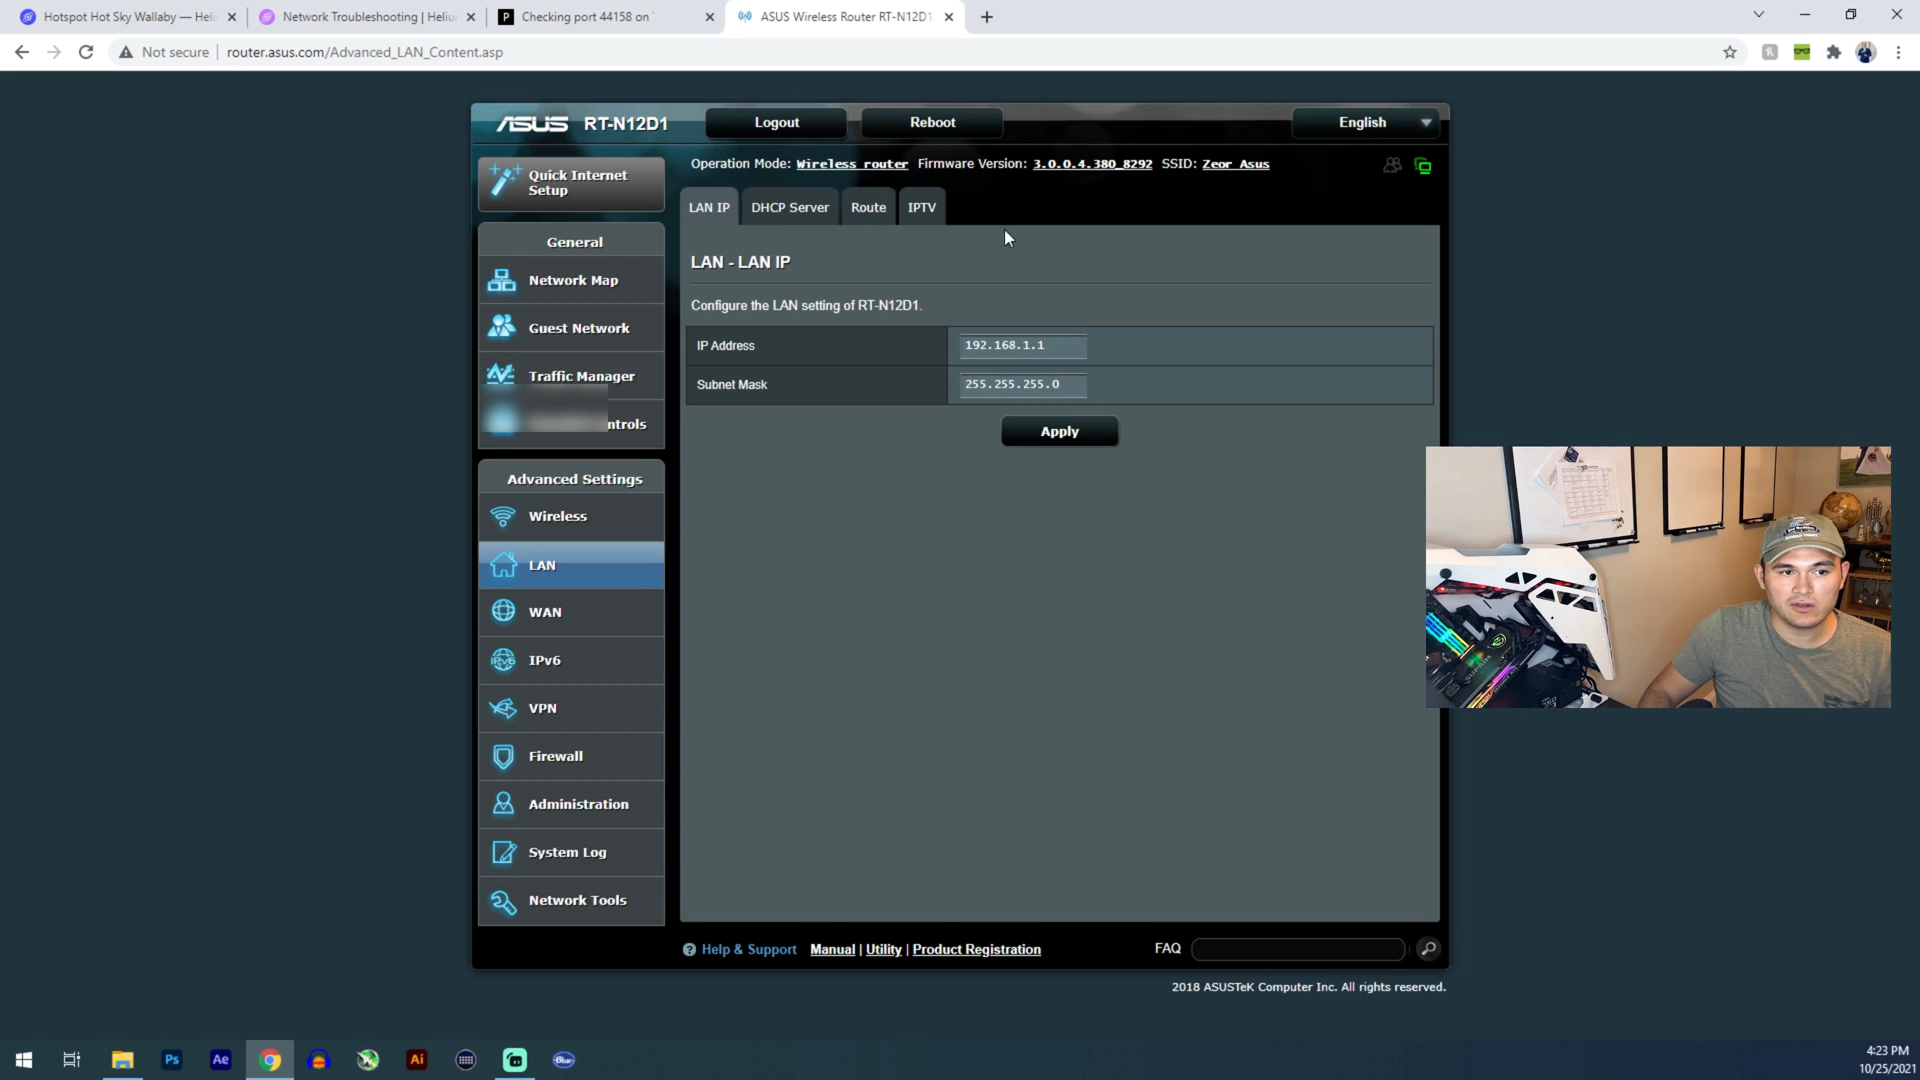 Hotspot Hot Sky Wallaby — Heli
Network Troubleshooting | Heliu
Checking port 44158 on
ASUS Wireless Router RT-N12D1
Not secure
router.asus.com/Advanced_LAN_Content.asp
ASUS RT-N12D1
Logout
Reboot
English
Quick Internet
Setup
Operation Mode: Wireless router Firmware Version: 3.0.0.4.380_8292 SSID: Zeor_Asus
LAN IP
DHCP Server
Route
IPTV
General
Network Map
Guest Network
Traffic Manager
ntrols
LAN - LAN IP
Configure the LAN setting of RT-N12D1.
IP Address
192.168.1.1
Subnet Mask
255.255.255.0
Apply
Advanced Settings
Wireless
LAN
WAN
IPv6
VPN
Firewall
Administration
System Log
Network Tools
Help & Support Manual | Utility | Product Registration
FAQ
2018 ASUSTeK Computer Inc. All rights reserved.
Ps
Ae
Ai
Blue
4:23 PM
10/25/2021